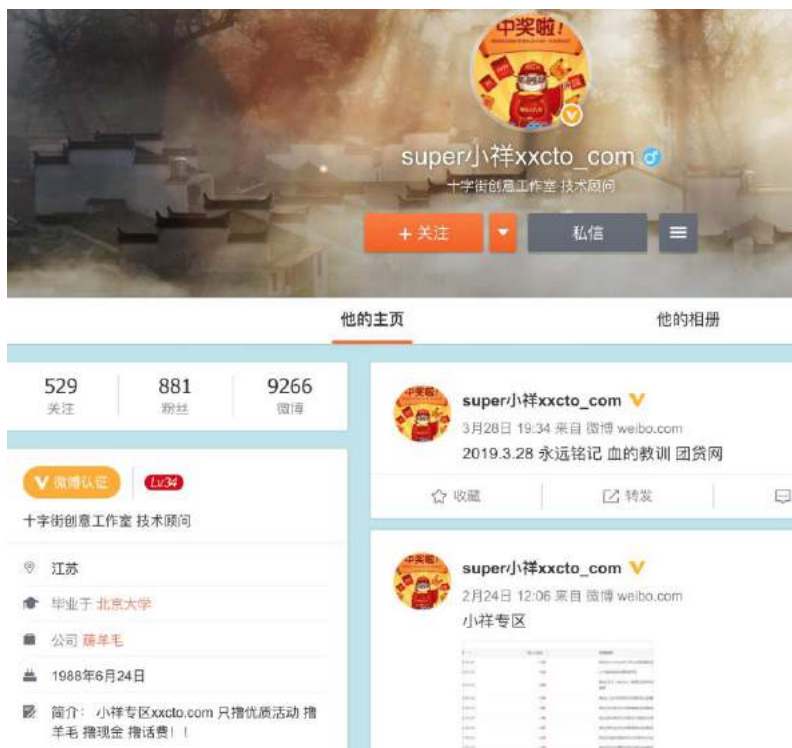 中奖啦!
super小祥xxcto_com
十字街创意工作室 技术顾问
+ 关注
私信
他的主页
他的相册
529
881
9266
关注
粉丝
微博
V 微博认证
Lv.34
十字街创意工作室 技术顾问
江苏
毕业于 北京大学
公司 薅羊毛
1988年6月24日
简介: 小祥专区xxcto.com 只撸优质活动 撸
羊毛 撸现金 撸话费!!
super小祥xxcto_com
3月28日 19:34 来自 微博 weibo.com
2019.3.28 永远铭记 血的教训 团贷网
收藏
转发
super小祥xxcto_com
2月24日 12:06 来自 微博 weibo.com
小祥专区